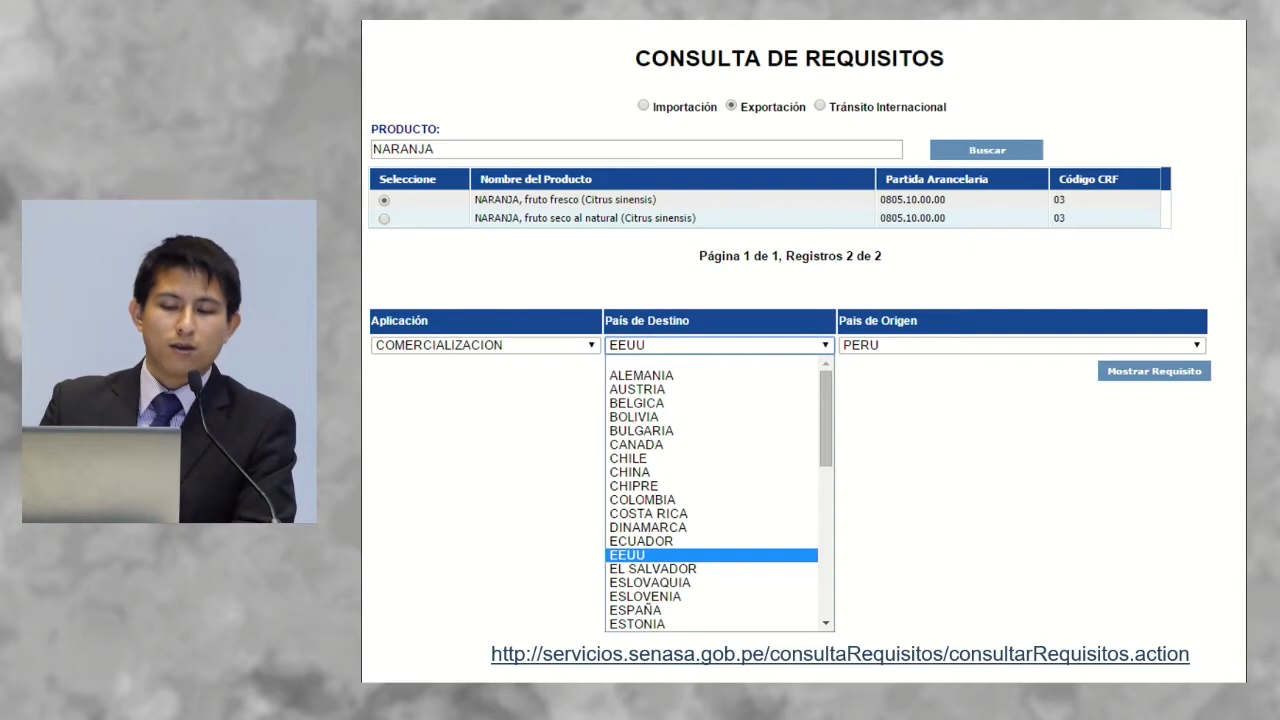 CONSULTA DE REQUISITOS
Importación Exportación Tránsito Internacional
PRODUCTO:
NARANJA Buscar
Seleccione Nombre del Producto Partida Arancelaria Código CRF
NARANJA, fruto fresco (Citrus sinensis) 0805.10.00.00 03
NARANJA, fruto seco al natural (Citrus sinensis) 0805.10.00.00 03
Página 1 de 1, Registros 2 de 2
Aplicación País de Destino Pais de Origen
COMERCIALIZACION EEUU PERU
Mostrar Requisito
ALEMANIA
AUSTRIA
BELGICA
BOLIVIA
BULGARIA
CANADA
CHILE
CHINA
CHIPRE
COLOMBIA
COSTA RICA
DINAMARCA
ECUADOR
EEUU
EL SALVADOR
ESLOVAQUIA
ESLOVENIA
ESPAÑA
ESTONIA
http://servicios.senasa.gob.pe/consultaRequisitos/consultarRequisitos.action